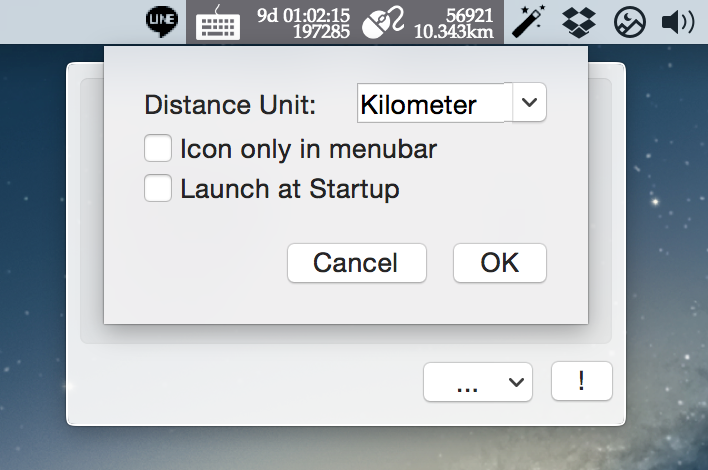 LINE
9d 01:02:15
197285
56921
10.343km
Distance Unit: Kilometer
Icon only in menubar
Launch at Startup
Cancel OK
... !